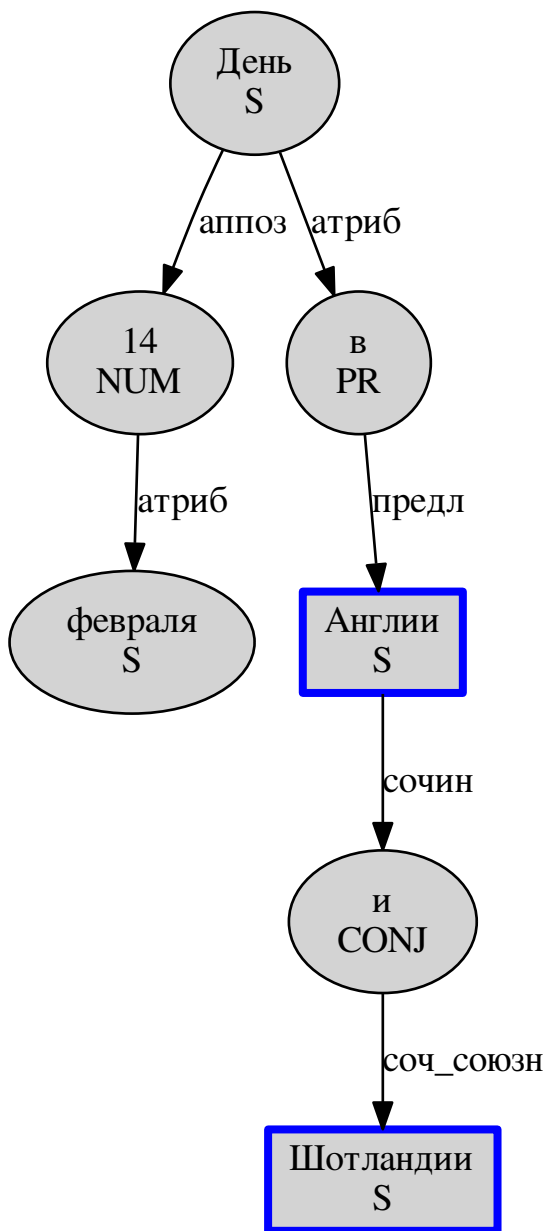 День
S
аппоз
атриб
14
NUM
в
PR
атриб
предл
февраля
S
Англии
S
сочин
и
CONJ
соч_союзн
Шотландии
S